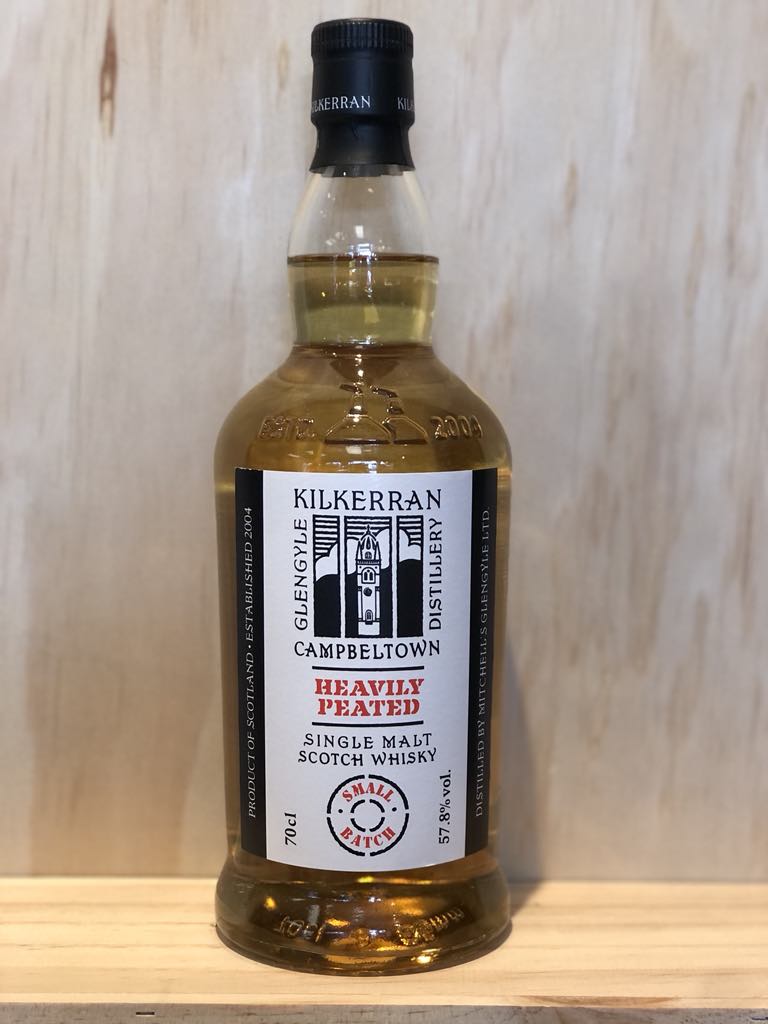 KILKERRAN
ESTD. 2004
KILKERRAN
GLENGYLE
DISTILLERY
CAMPBELTOWN
HEAVILY
PEATED
SINGLE MALT
SCOTCH WHISKY
SMALL
BATCH
70cl
57.8% vol.
PRODUCT OF SCOTLAND • ESTABLISHED 2004
DISTILLED BY MITCHELL'S GLENGYLE LTD.